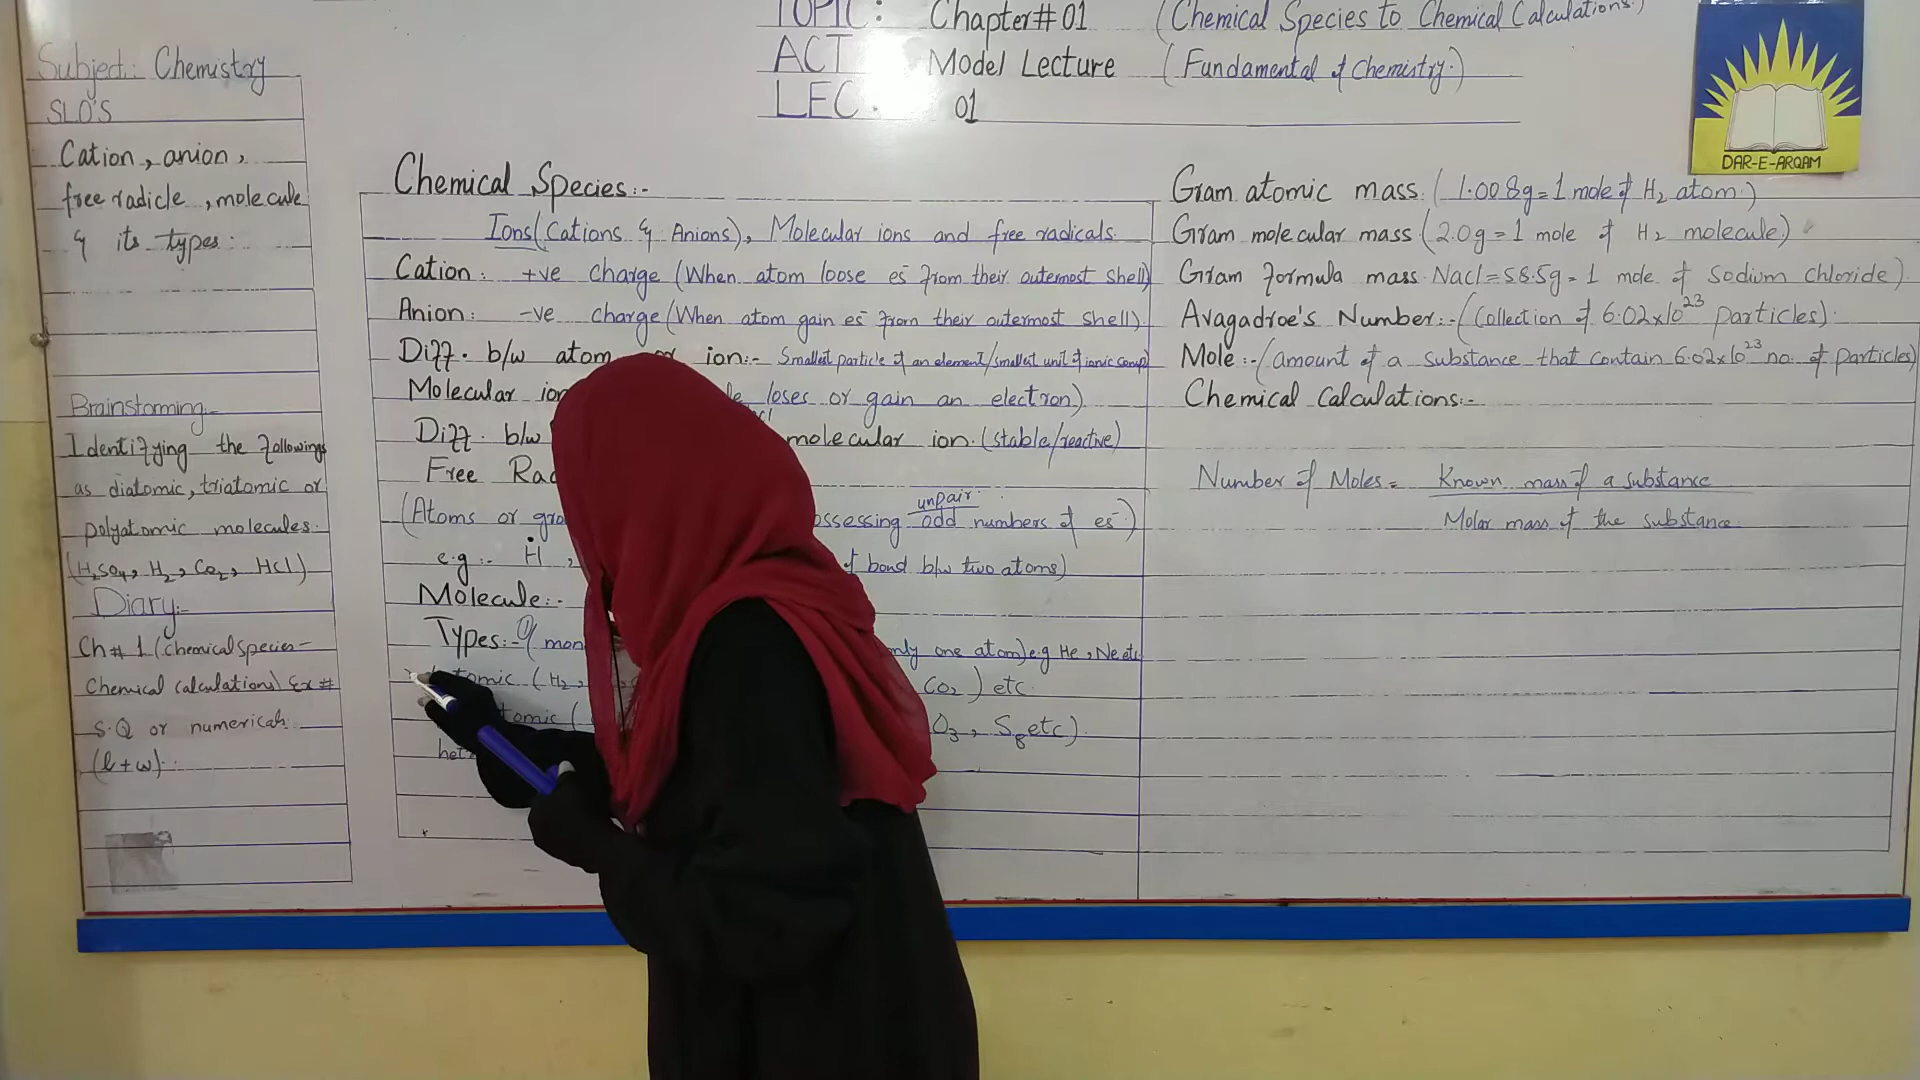 TOPIC: Chapter# 01 (Chemical Species to Chemical Calculations.)
ACT Model Lecture (Fundamental of Chemistry.)
LEC. 01
DAR-E-ARQAM
Subject: Chemistry
SLO'S
Cation, anion,
free radicle, molecule
& its types.
Brainstorming:-
Identifying the followings
as diatomic, triatomic or
polyatomic molecules.
(H₂SO₄, H₂, CO₂, HCl)
Diary:-
Ch# 1 (Chemical Species -
Chemical Calculations) Ex#
S.Q or numericals
(l+w).
Chemical Species:-
Ions(Cations & Anions), Molecular ions and free radicals.
Cation: +ve charge (When atom loose es⁻ from their outermost shell)
Anion: -ve charge (When atom gain es⁻ from their outermost shell)
Diff. b/w atom or ion:- Smallest particle of an element/smallest unit of ionic comp)
Molecular ion loses or gain an electron)
Diff. b/w molecular ion. (stable/reactive)
Free
unpair
(Atoms or odd numbers of es⁻)
e.g:- Ḣ, of bond b/w two atoms)
Molecule:-
Types:- only one atom) e.g He, Ne etc
(H₂, CO₂) etc.
O₃, S₈ etc).
Gram atomic mass. (1.008g = 1 mole of H₂ atom.)
Gram molecular mass (2.0g = 1 mole of H₂ molecule)
Gram formula mass. Nacl = 58.5g = 1 mole of Sodium chloride)
Avagadroe's Number:- (Collection of 6.02x10²³ particles).
Mole:- (amount of a substance that contain 6.02x10²³ no. of particles)
Chemical Calculations:-
Number of Moles = Known mass of a substance
Molar mass of the substance.